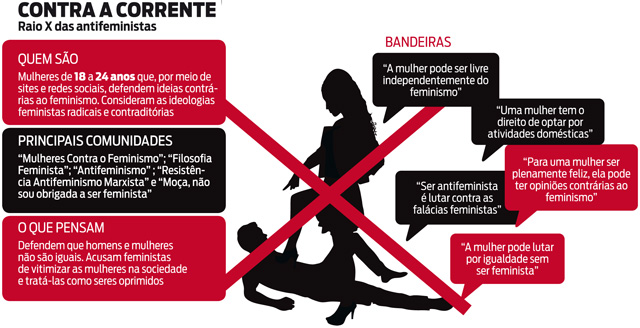 CONTRA A CORRENTE
Raio X das antifeministas
QUEM SÃO
Mulheres de 18 a 24 anos que, por meio de
sites e redes sociais, defendem ideias contrá-
rias ao feminismo. Consideram as ideologias
feministas radicais e contraditórias
PRINCIPAIS COMUNIDADES
“Mulheres Contra o Feminismo”; “Filosofia
Feminista”; “Antifeminismo” ; “Resistên-
cia Antifeminismo Marxista” e “Moça, não
sou obrigada a ser feminista”
O QUE PENSAM
Defendem que homens e mulheres
não são iguais. Acusam feministas
de vitimizar as mulheres na sociedade
e tratá-las como seres oprimidos
BANDEIRAS
“A mulher pode ser livre
independentemente do
feminismo”
“Uma mulher tem o
direito de optar por
atividades domésticas”
“Para uma mulher ser
plenamente feliz, ela pode
ter opiniões contrárias ao
feminismo”
“Ser antifeminista
é lutar contra as
falácias feministas”
“A mulher pode lutar
por igualdade sem
ser feminista”